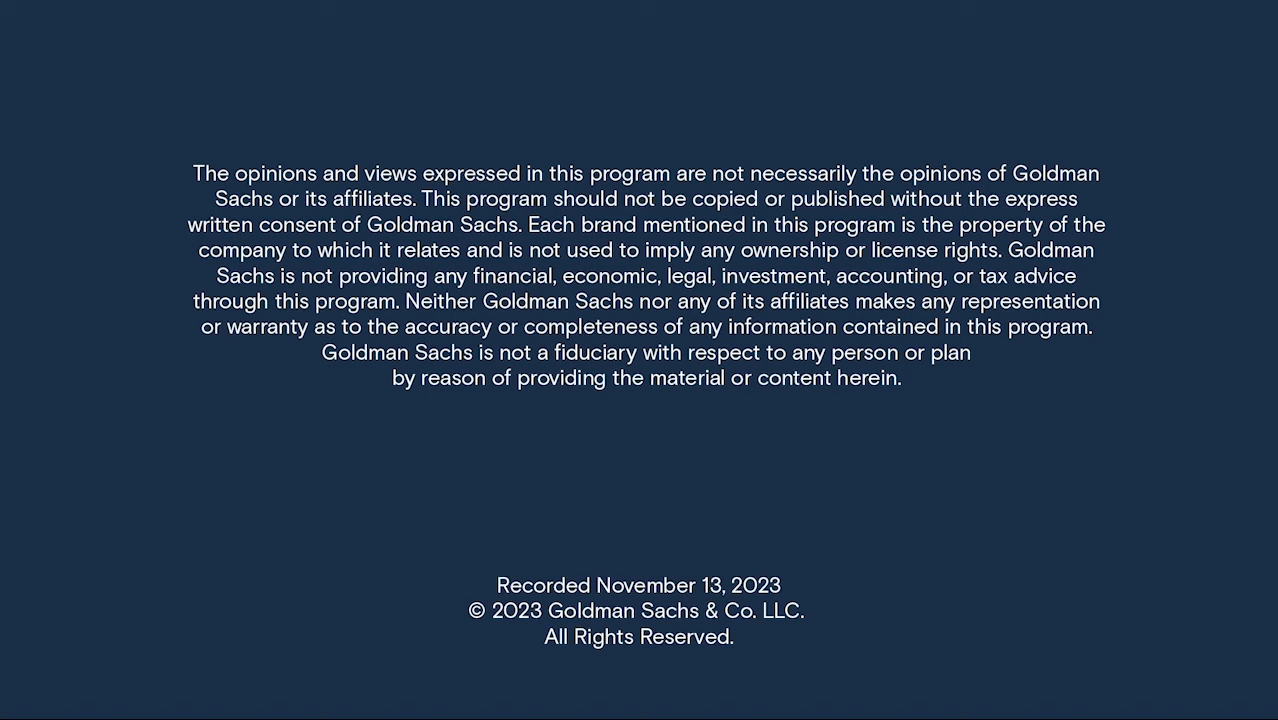 The opinions and views expressed in this program are not necessarily the opinions of Goldman
Sachs or its affiliates. This program should not be copied or published without the express
written consent of Goldman Sachs. Each brand mentioned in this program is the property of the
company to which it relates and is not used to imply any ownership or license rights. Goldman
Sachs is not providing any financial, economic, legal, investment, accounting, or tax advice
through this program. Neither Goldman Sachs nor any of its affiliates makes any representation
or warranty as to the accuracy or completeness of any information contained in this program.
Goldman Sachs is not a fiduciary with respect to any person or plan
by reason of providing the material or content herein.
Recorded November 13, 2023
© 2023 Goldman Sachs & Co. LLC.
All Rights Reserved.